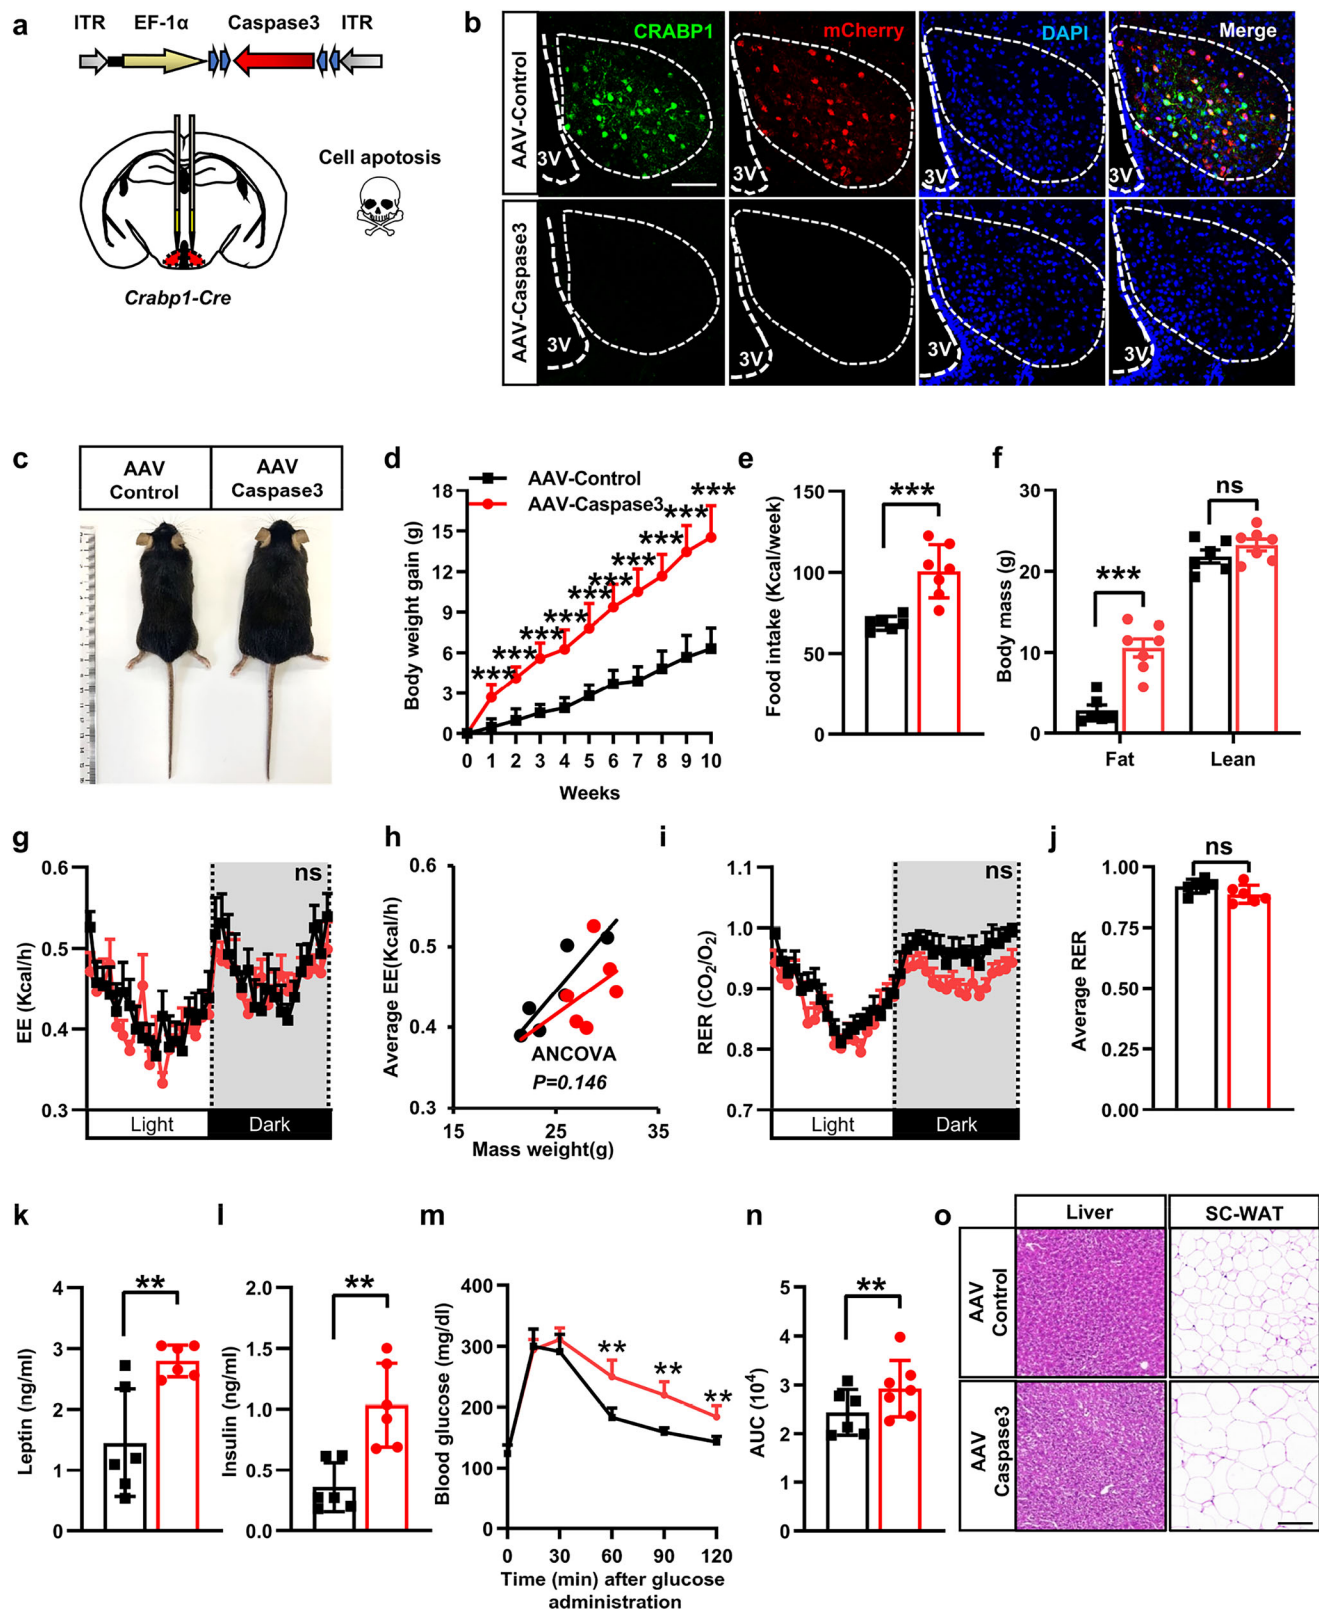 a
ITR EF-1α Caspase3 ITR
Cell apotosis
Crabp1-Cre
b
CRABP1 mCherry DAPI Merge
AAV-Control
3V 3V 3V 3V
AAV-Caspase3
3V 3V 3V 3V
c
AAV Control
AAV Caspase3
d
AAV-Control
AAV-Caspase3
Body weight gain (g)
18
15
12
9
6
3
0
*** *** *** *** *** *** *** *** *** ***
0 1 2 3 4 5 6 7 8 9 10
Weeks
e
Food intake (Kcal/week)
150
100
50
0
***
f
Body mass (g)
30
20
10
0
*** ns
Fat Lean
g
EE (Kcal/h)
0.6
0.5
0.4
0.3
ns
Light Dark
h
Average EE(Kcal/h)
0.6
0.5
0.4
0.3
ANCOVA
P=0.146
15 35
Mass weight(g)
i
RER (CO2/O2)
1.1
1.0
0.9
0.8
0.7
ns
Light Dark
j
Average RER
1.00
0.75
0.50
0.25
0.00
ns
k
Leptin (ng/ml)
4
3
2
1
0
**
l
Insulin (ng/ml)
2.0
1.5
1.0
0.5
0.0
**
m
Blood glucose (mg/dl)
400
300
200
100
0
** ** **
0 30 60 90 120
Time (min) after glucose
administration
n
AUC (10⁴)
5
4
3
2
1
0
**
o
Liver SC-WAT
AAV
Control
AAV
Caspase3